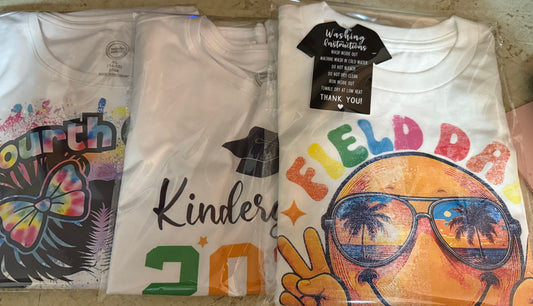 ourth
Kinderg
20
Washing
Instructions
WASH INSIDE OUT
MACHINE WASH IN COLD WATER
DO NOT BLEACH
DO NOT DRY CLEAN
IRON INSIDE OUT
TUMBLE DRY AT LOW HEAT
THANK YOU!
FIELD DA